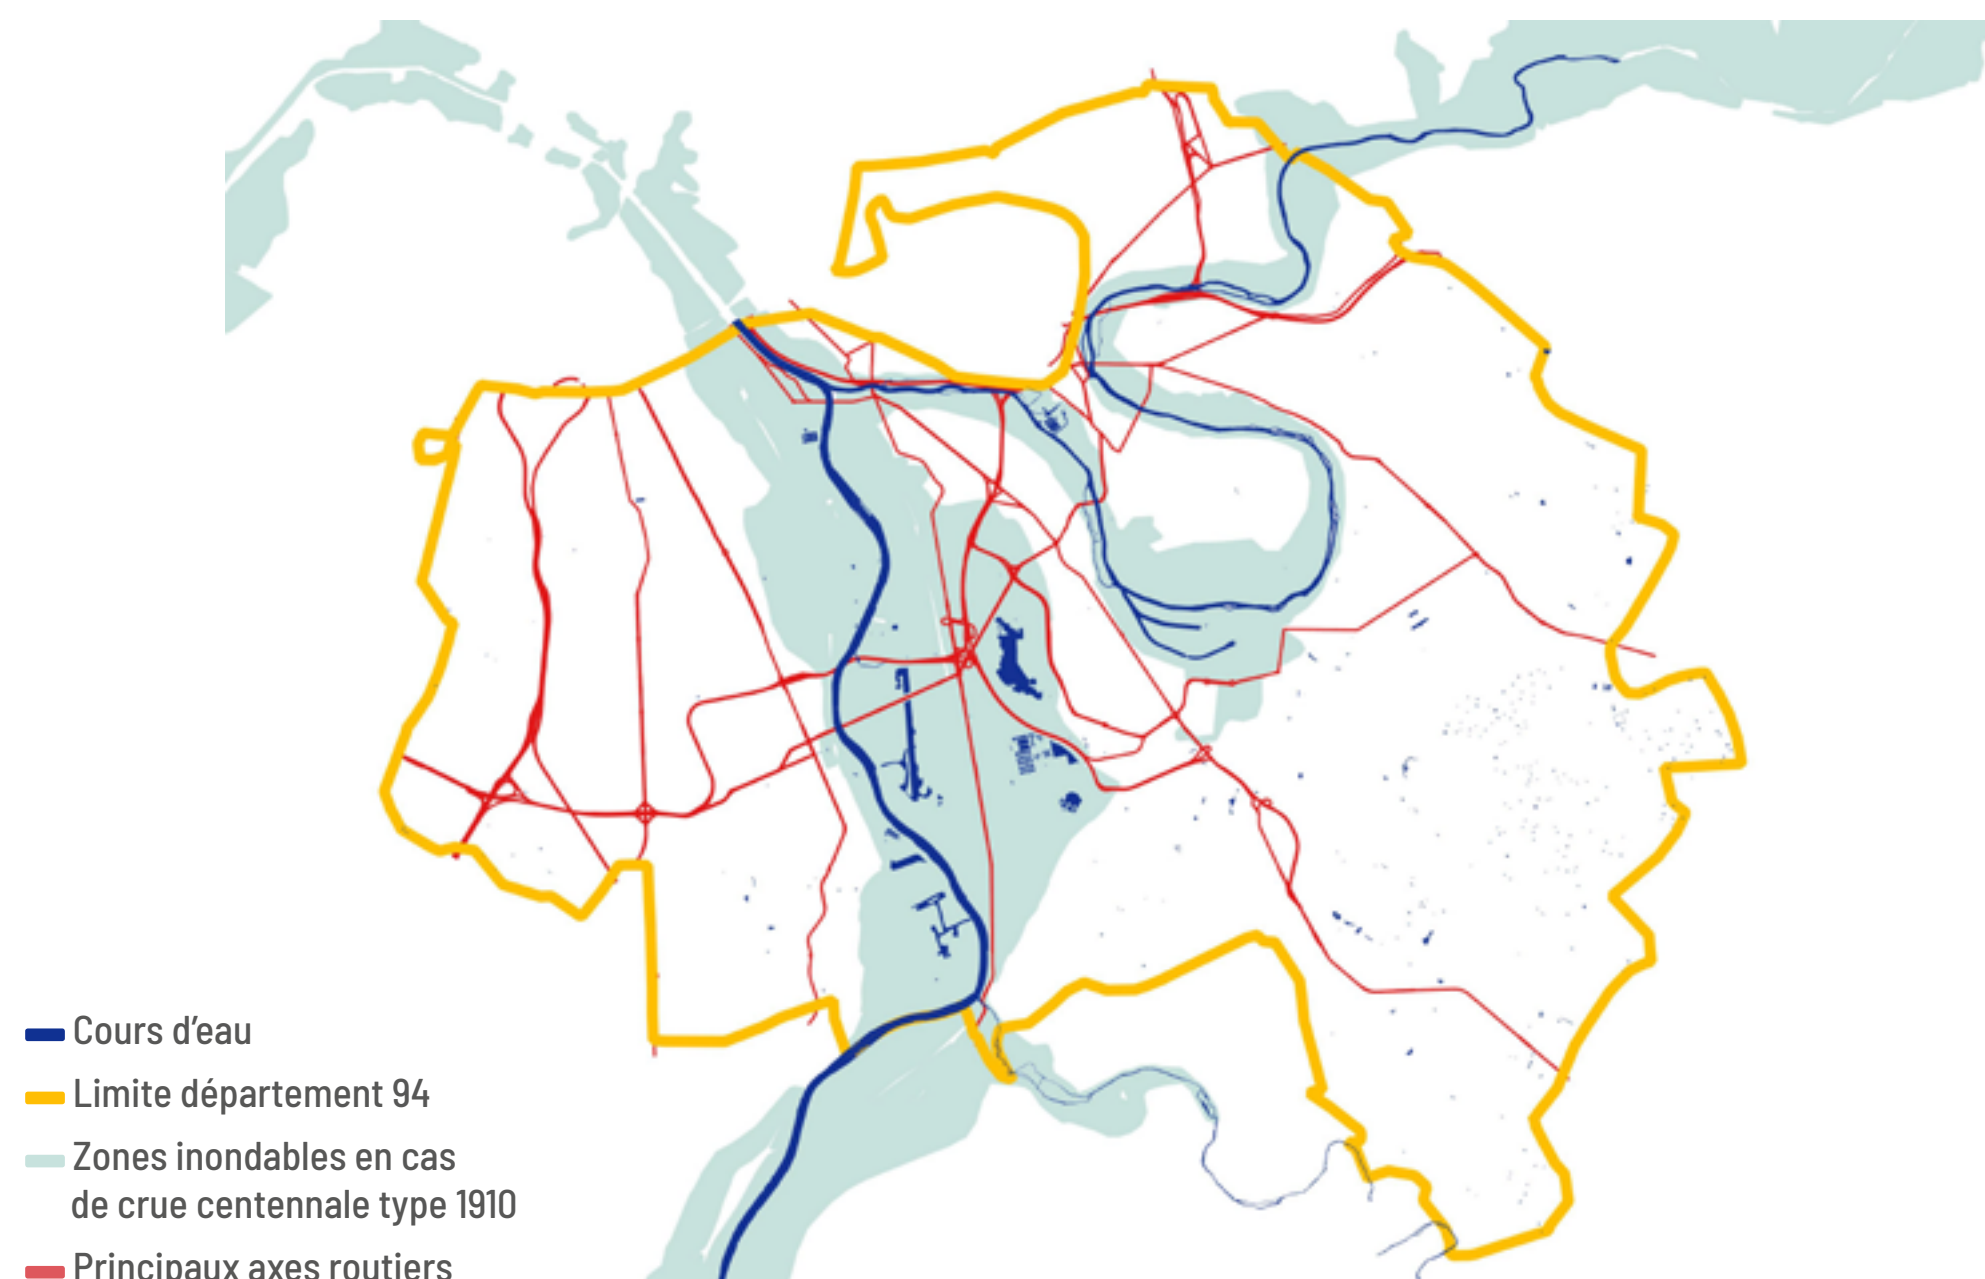 Cours d’eau
Limite département 94
Zones inondables en cas
de crue centennale type 1910
Principaux axes routiers